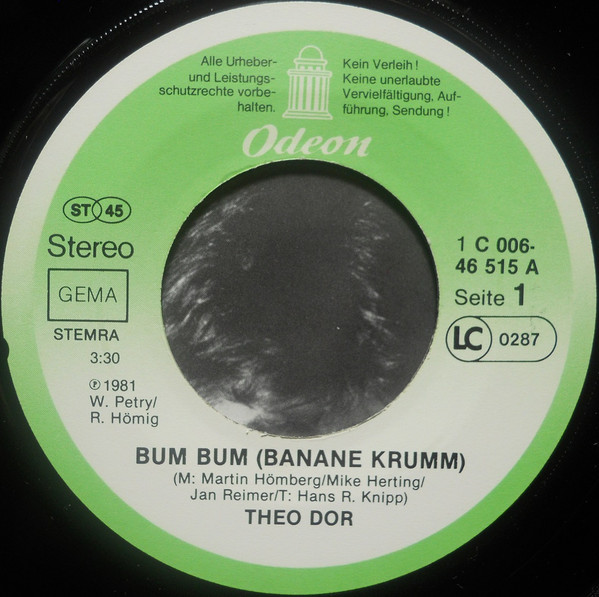 Alle Urheber-
und Leistungs-
schutzrechte vorbe-
halten.
Kein Verleih!
Keine unerlaubte
Vervielfältigung, Auf-
führung, Sendung!
Odeon
ST 45
Stereo
GEMA
STEMRA
3:30
℗ 1981
W. Petry/
R. Hömig
1 C 006-
46 515 A
Seite 1
LC 0287
BUM BUM (BANANE KRUMM)
(M: Martin Hömberg/Mike Herting/
Jan Reimer/T: Hans R. Knipp)
THEO DOR